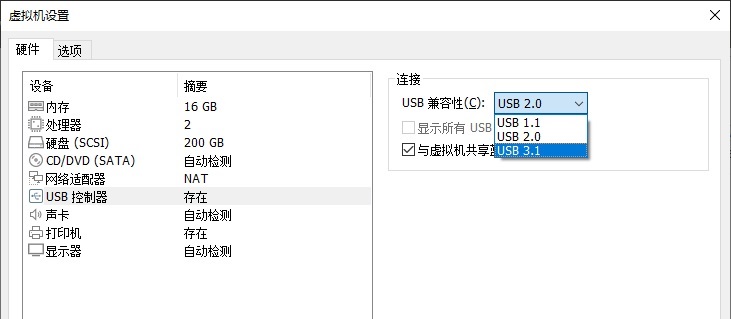 虚拟机设置
硬件 选项
设备 摘要
内存 16 GB
处理器 2
硬盘 (SCSI) 200 GB
CD/DVD (SATA) 自动检测
网络适配器 NAT
USB 控制器 存在
声卡 自动检测
打印机 存在
显示器 自动检测
连接
USB 兼容性(C): USB 2.0
USB 1.1
USB 2.0
USB 3.1
显示所有 USB
与虚拟机共享